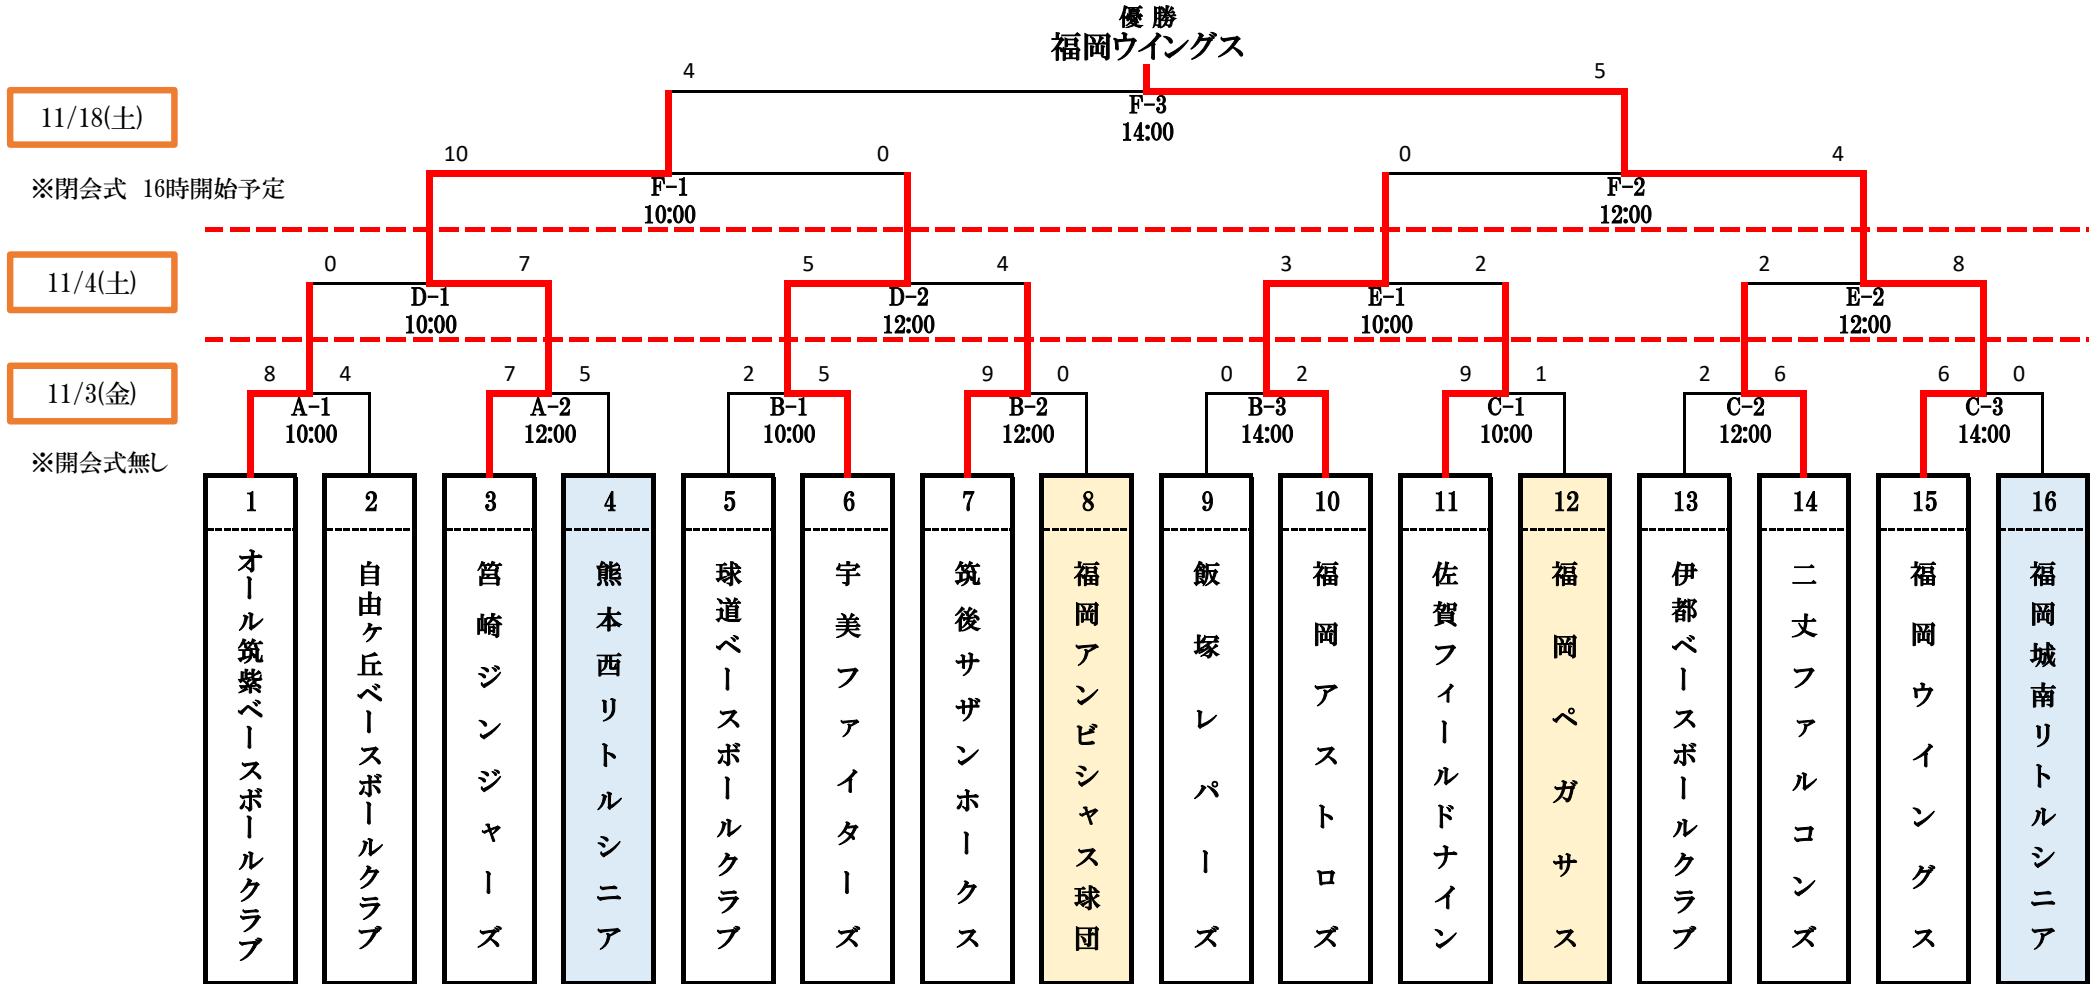 優 勝
福岡ウイングス
4
5
11/18(土)
F-3
14:00
10
0
0
4
※閉会式 16時開始予定
F-1
10:00
F-2
12:00
11/4(土)
0
7
5
4
3
2
2
8
D-1
10:00
D-2
12:00
E-1
10:00
E-2
12:00
11/3(金)
8
4
7
5
2
5
9
0
0
2
9
1
2
6
6
0
A-1
10:00
A-2
12:00
B-1
10:00
B-2
12:00
B-3
14:00
C-1
10:00
C-2
12:00
C-3
14:00
※開会式無し
1
オール筑紫ベースボールクラブ
2
自由ヶ丘ベースボールクラブ
3
筥崎ジンジャーズ
4
熊本西リトルシニア
5
球道ベースボールクラブ
6
宇美ファイターズ
7
筑後サザンホークス
8
福岡アンビシャス球団
9
飯塚レパーズ
10
福岡アストロズ
11
佐賀フィールドナイン
12
福岡ペガサス
13
伊都ベースボールクラブ
14
二丈ファルコンズ
15
福岡ウイングス
16
福岡城南リトルシニア